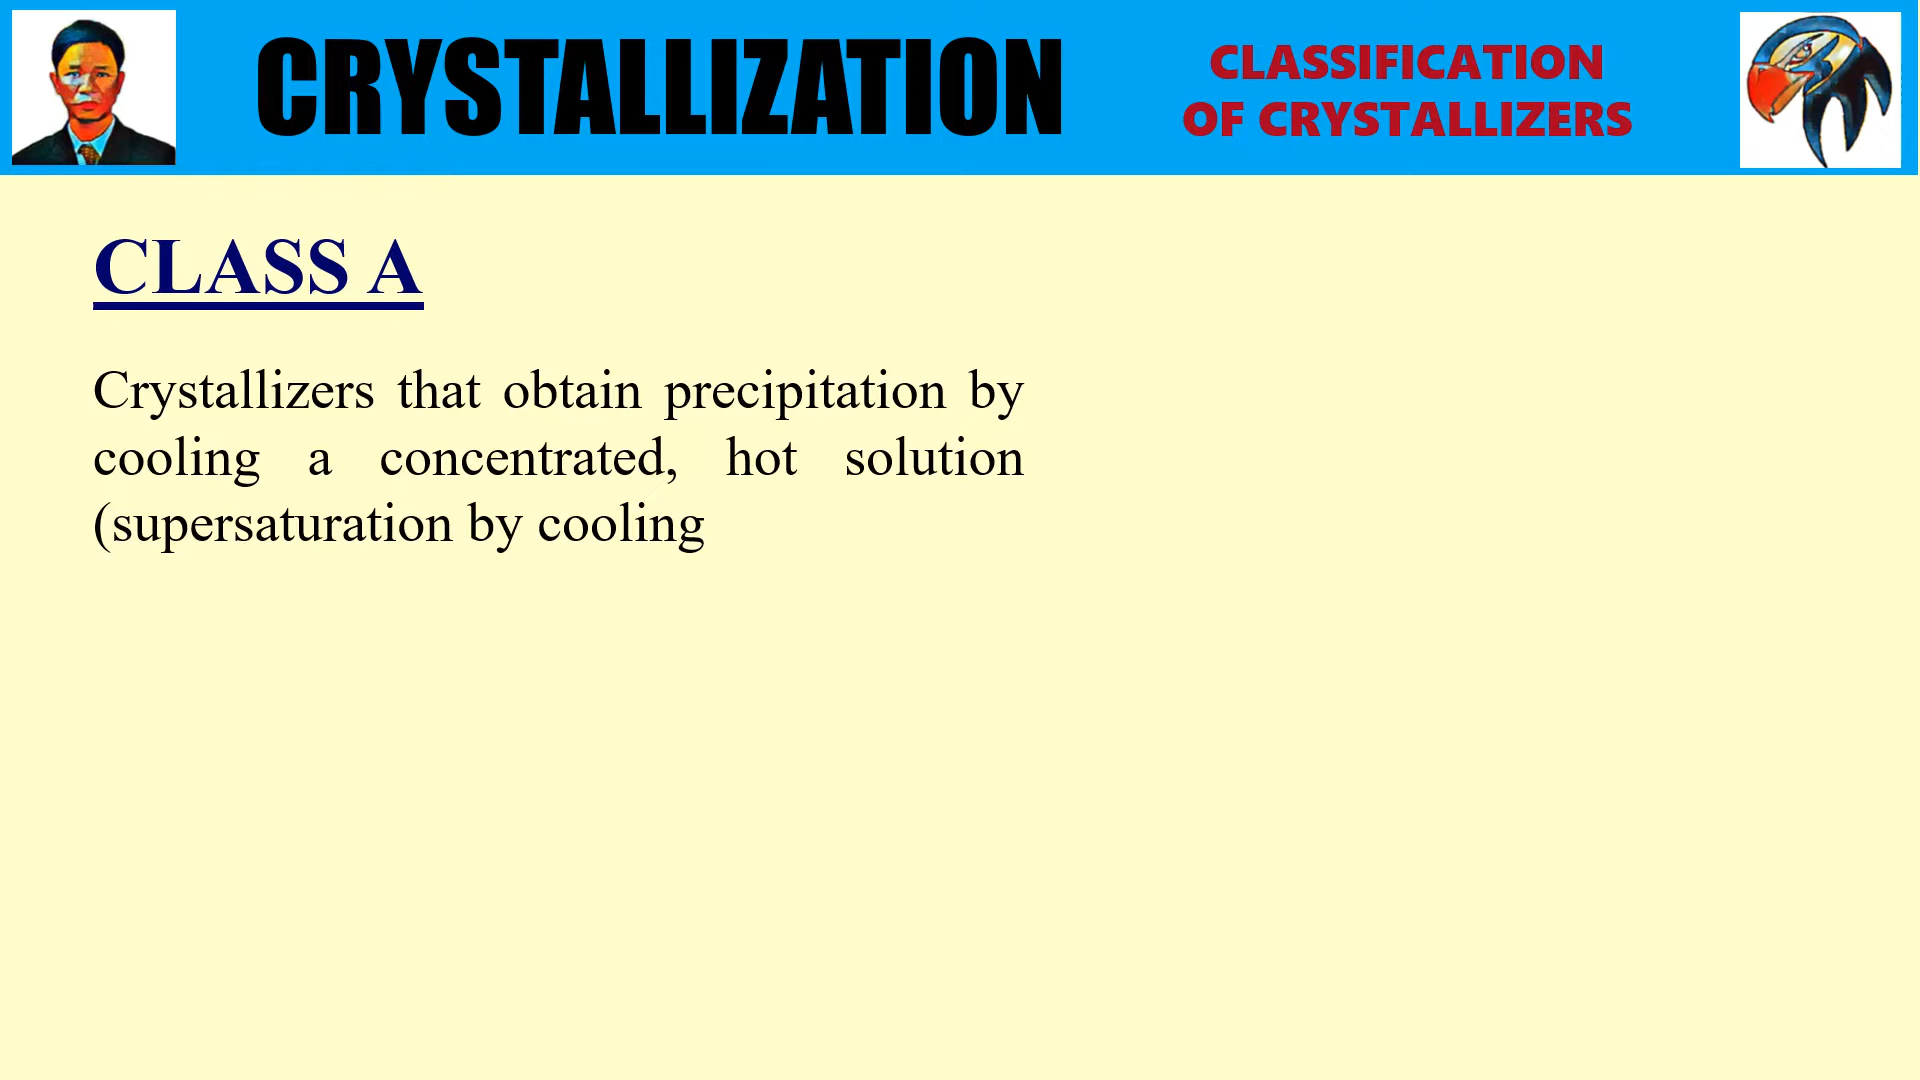 CRYSTALLIZATION
CLASSIFICATION
OF CRYSTALLIZERS
CLASS A
Crystallizers that obtain precipitation by
cooling a concentrated, hot solution
(supersaturation by cooling